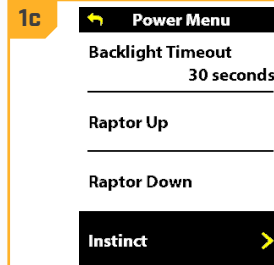 1c
Power Menu
Backlight Timeout
30 seconds
Raptor Up
Raptor Down
Instinct